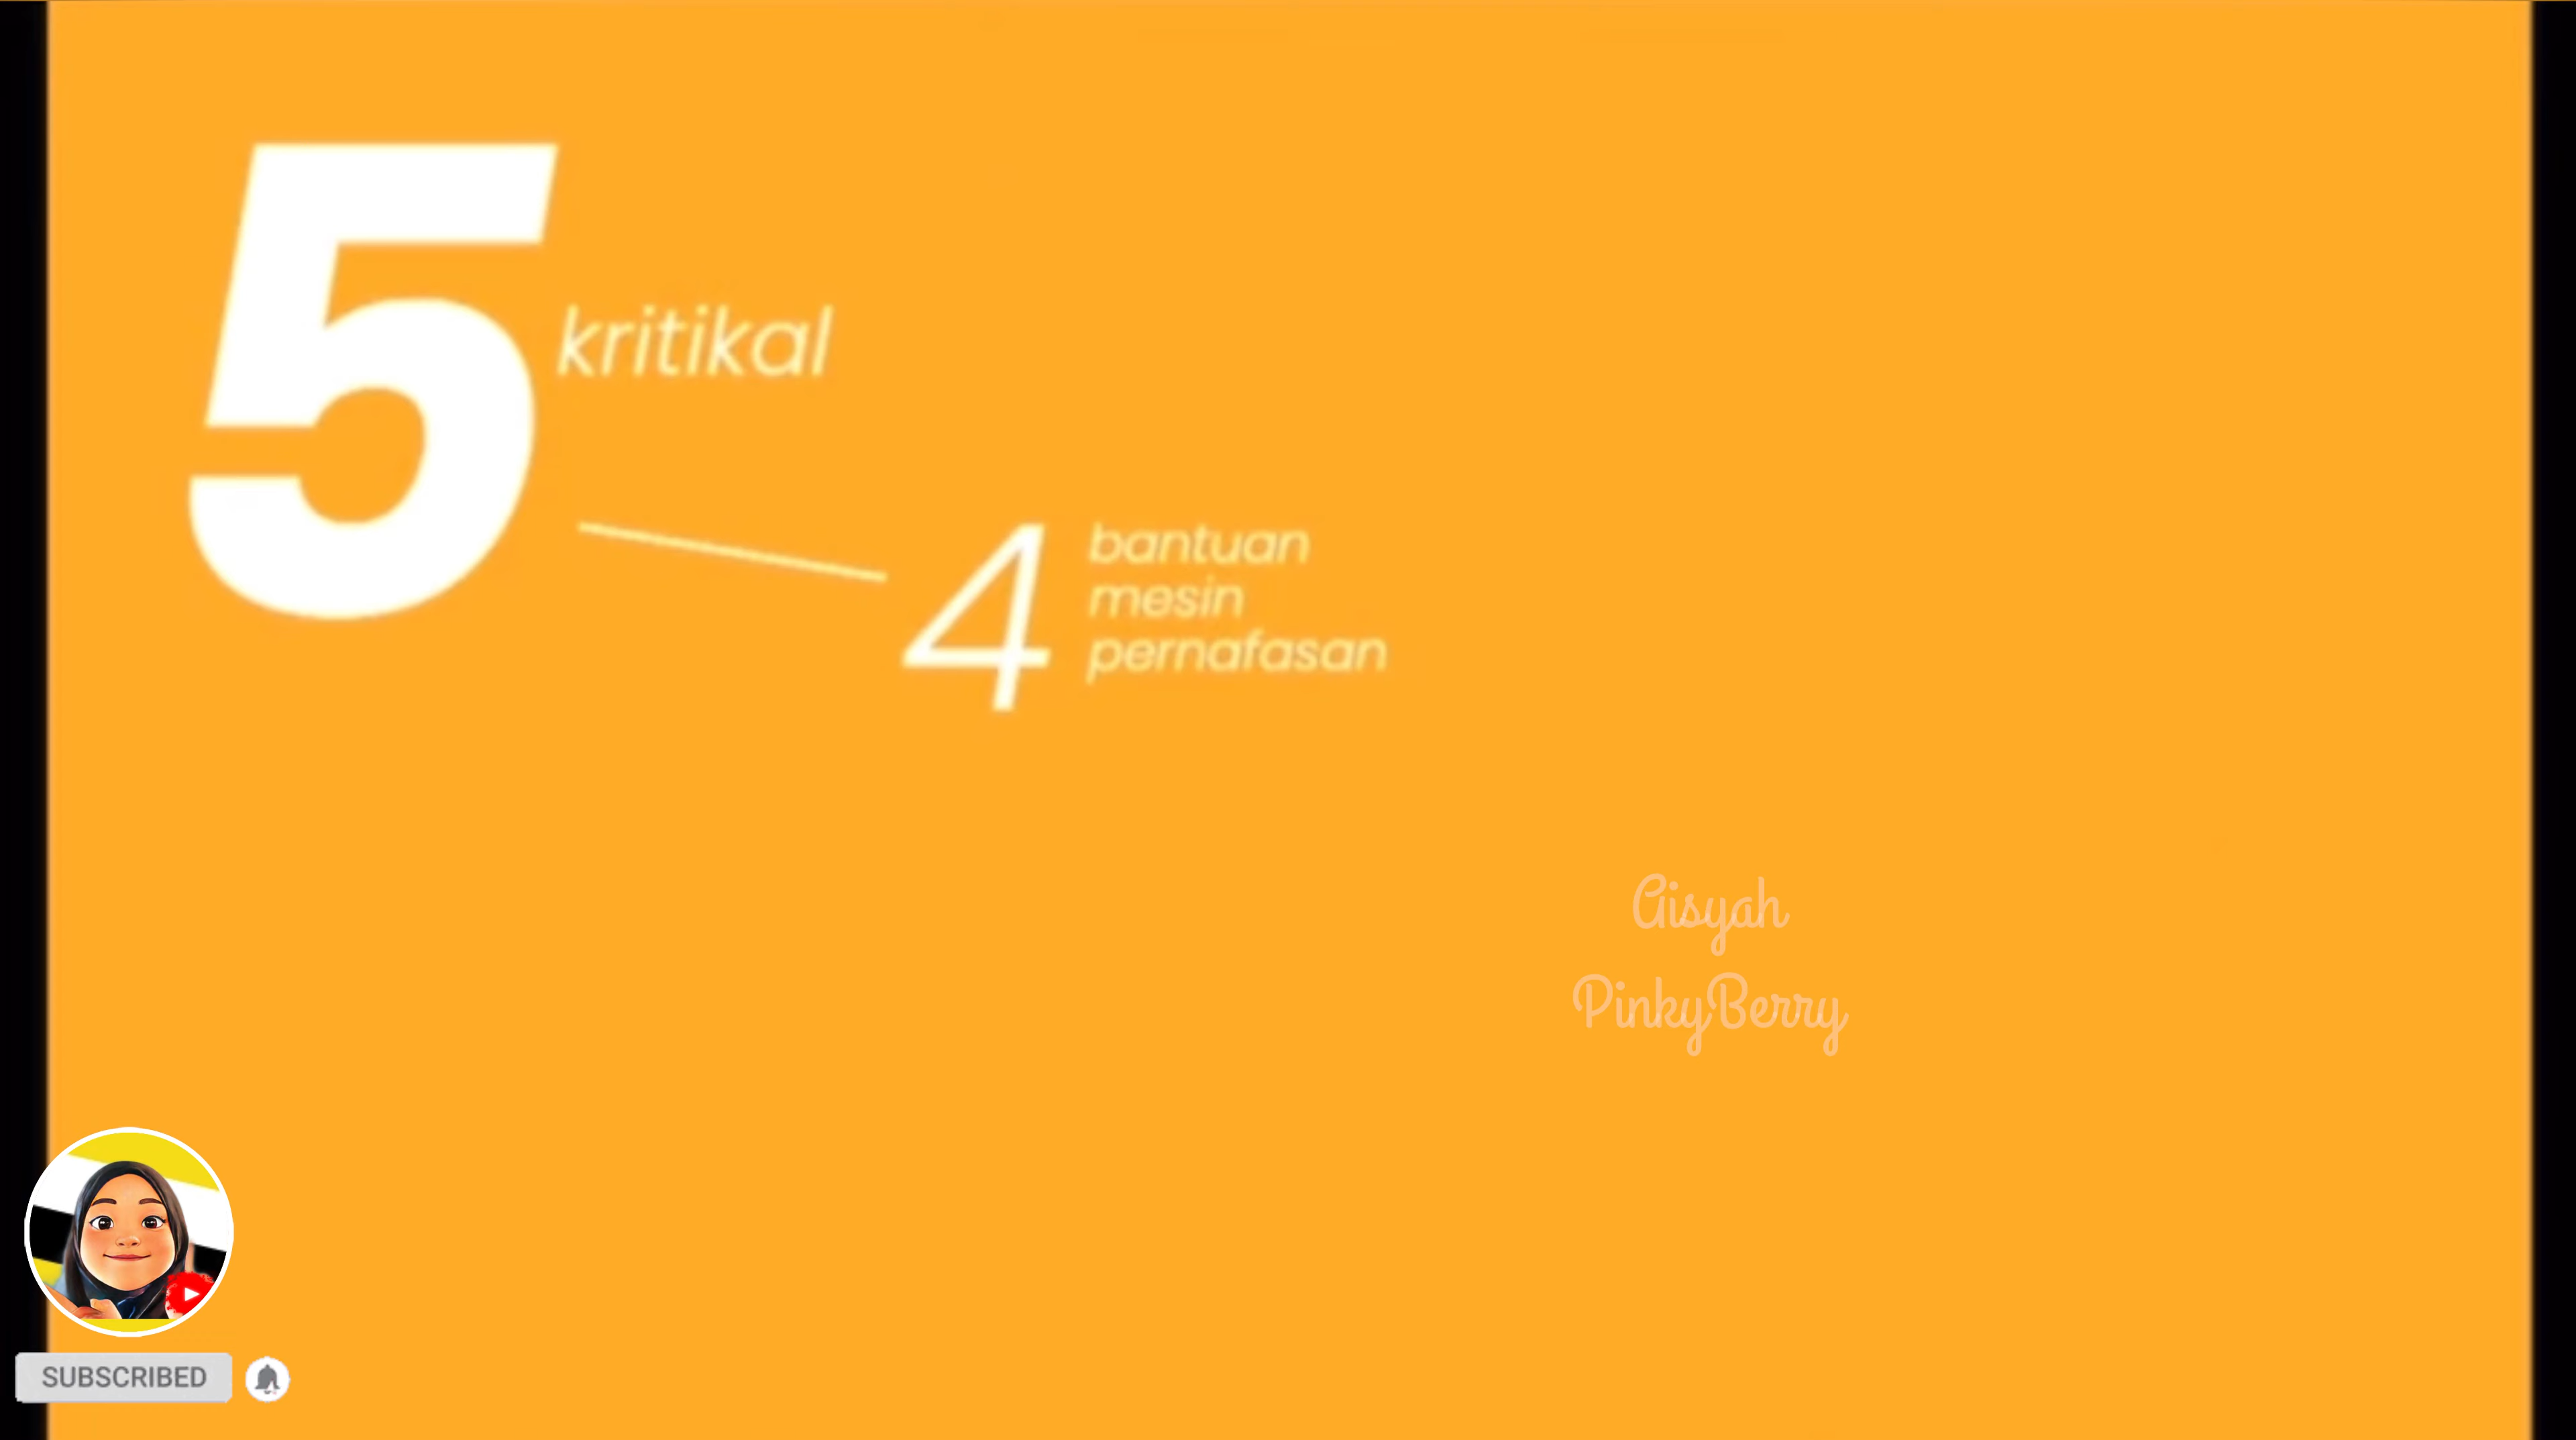 5 kritikal
4 bantuan
mesin
pernafasan
Aisyah
PinkyBerry
SUBSCRIBED